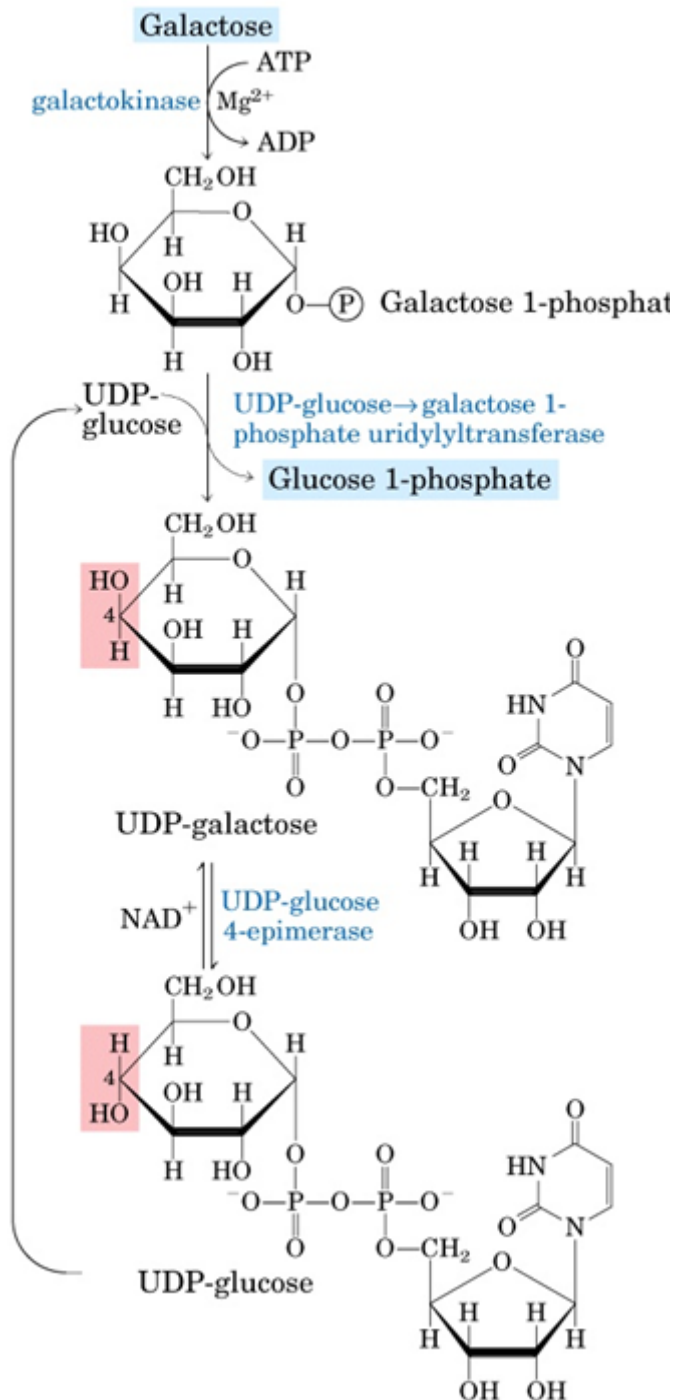 Galactose
ATP
galactokinase
Mg2+
ADP
CH2OH
O
HO
H
H
OH
H
H
O
P
Galactose 1-phosphat
H
OH
UDP-
glucose
UDP-glucose→galactose 1-
phosphate uridylyltransferase
Glucose 1-phosphate
CH2OH
O
HO
H
H
4
OH
H
H
H
HO
O
O
O
O
−O—P—O—P—O−
HN
O
N
O
O—CH2
O
UDP-galactose
H
H
H
H
OH
OH
NAD+
UDP-glucose
4-epimerase
CH2OH
O
H
H
H
4
OH
H
HO
H
HO
O
O
O
−O—P—O—P—O−
HN
O
O
N
O
O—CH2
O
UDP-glucose
H
H
H
H
OH
OH